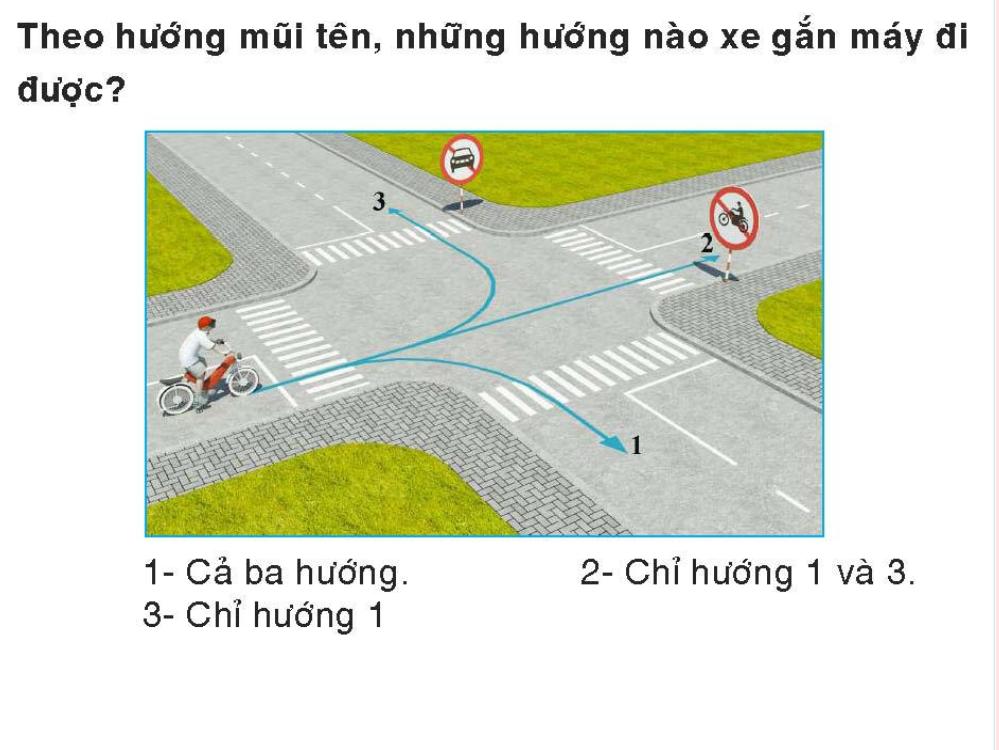 Theo hướng mũi tên, những hướng nào xe gắn máy đi
được?
3
2
1
1- Cả ba hướng. 2- Chỉ hướng 1 và 3.
3- Chỉ hướng 1